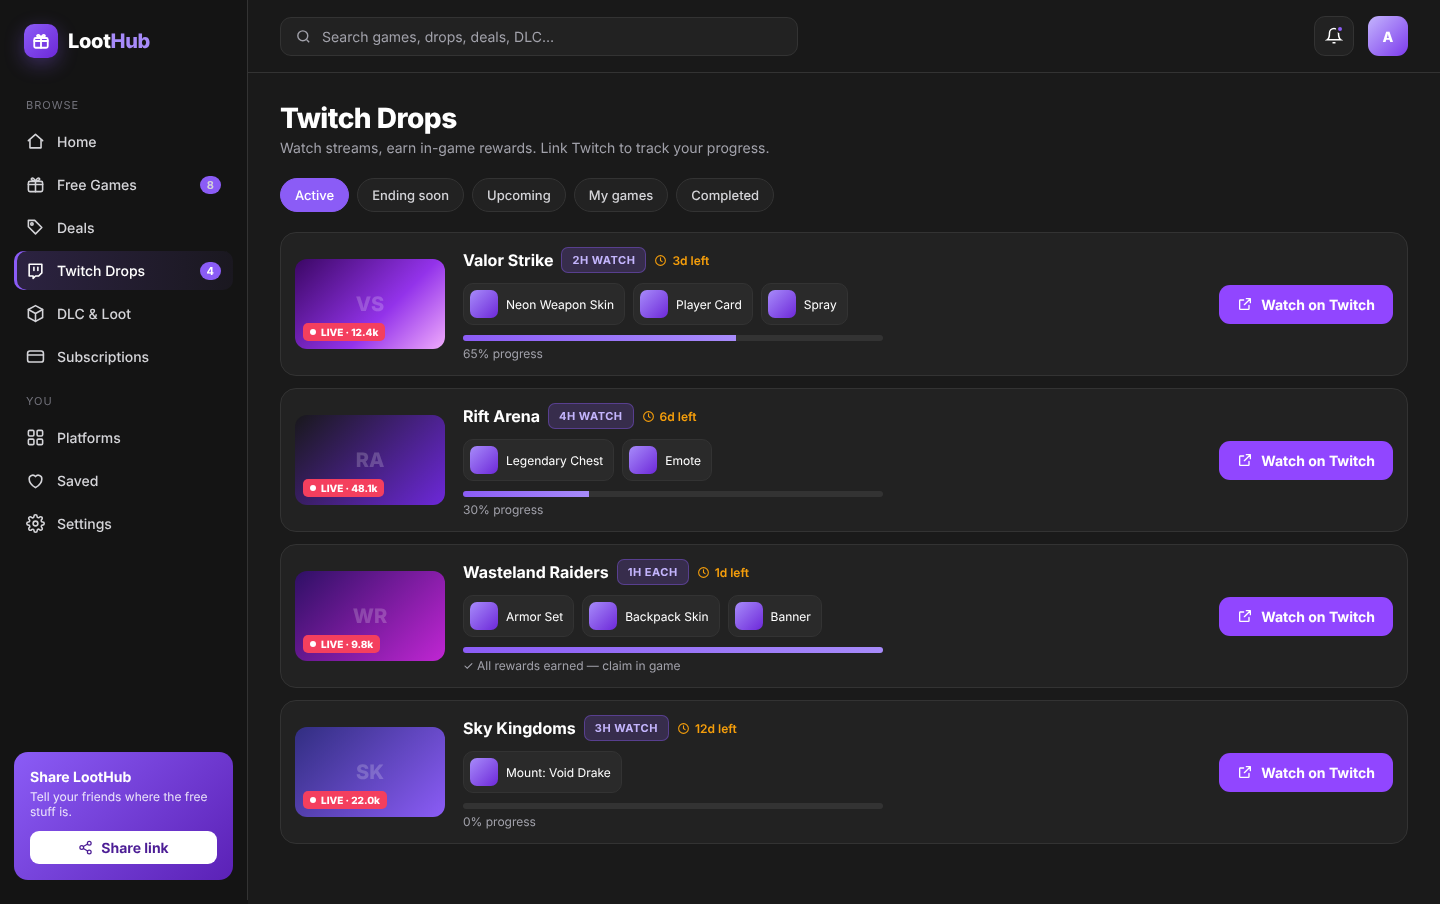 LootHub
Search games, drops, deals, DLC...
A
BROWSE
Home
Free Games 8
Deals
Twitch Drops 4
DLC & Loot
Subscriptions
YOU
Platforms
Saved
Settings
Share LootHub
Tell your friends where the free
stuff is.
Share link
Twitch Drops
Watch streams, earn in-game rewards. Link Twitch to track your progress.
Active Ending soon Upcoming My games Completed
VS
LIVE · 12.4k
Valor Strike 2H WATCH 3d left
Neon Weapon Skin Player Card Spray
65% progress
Watch on Twitch
RA
LIVE · 48.1k
Rift Arena 4H WATCH 6d left
Legendary Chest Emote
30% progress
Watch on Twitch
WR
LIVE · 9.8k
Wasteland Raiders 1H EACH 1d left
Armor Set Backpack Skin Banner
✓ All rewards earned — claim in game
Watch on Twitch
SK
LIVE · 22.0k
Sky Kingdoms 3H WATCH 12d left
Mount: Void Drake
0% progress
Watch on Twitch